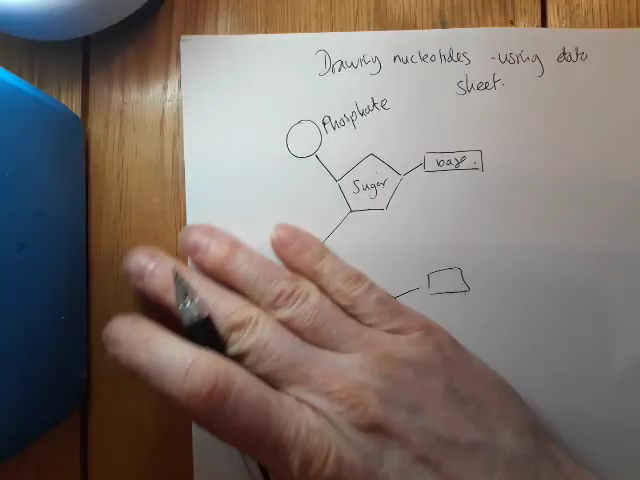 Drawing nucleotides - using data
sheet.
Phosphate
base.
Sugar